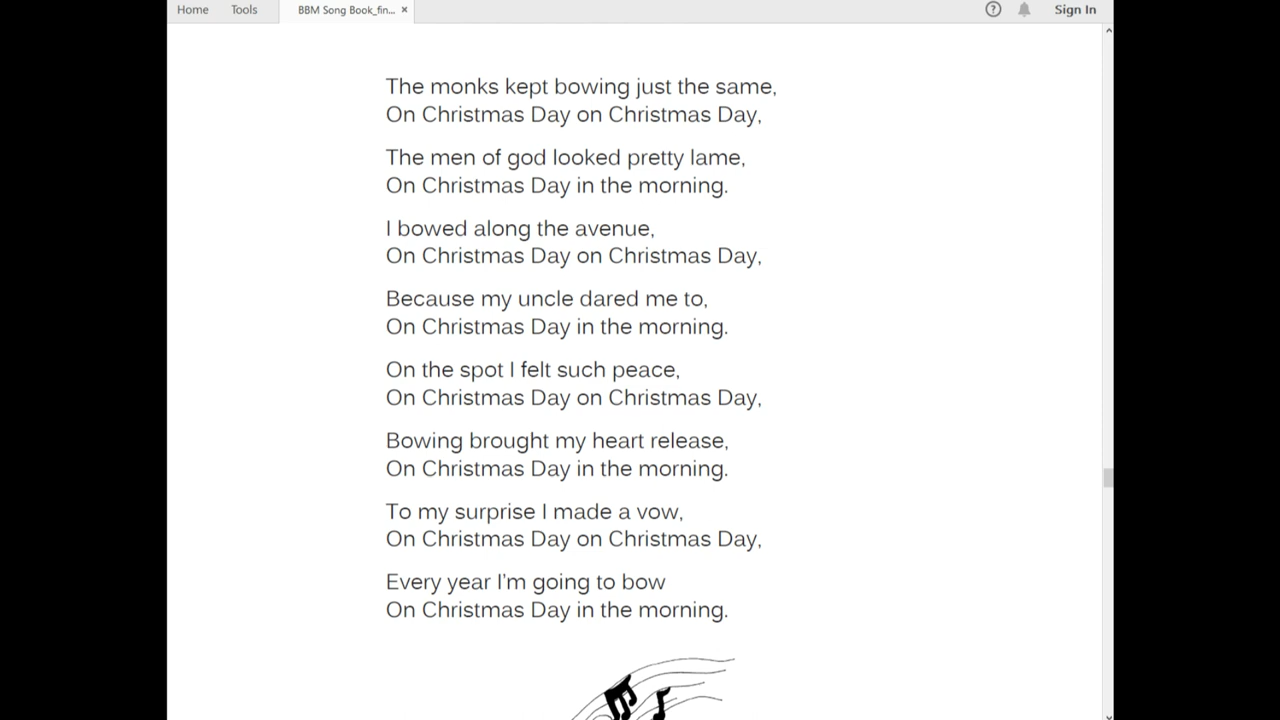 Home Tools BBM Song Book_fin... × ? Sign In
The monks kept bowing just the same,
On Christmas Day on Christmas Day,
The men of god looked pretty lame,
On Christmas Day in the morning.
I bowed along the avenue,
On Christmas Day on Christmas Day,
Because my uncle dared me to,
On Christmas Day in the morning.
On the spot I felt such peace,
On Christmas Day on Christmas Day,
Bowing brought my heart release,
On Christmas Day in the morning.
To my surprise I made a vow,
On Christmas Day on Christmas Day,
Every year I'm going to bow
On Christmas Day in the morning.